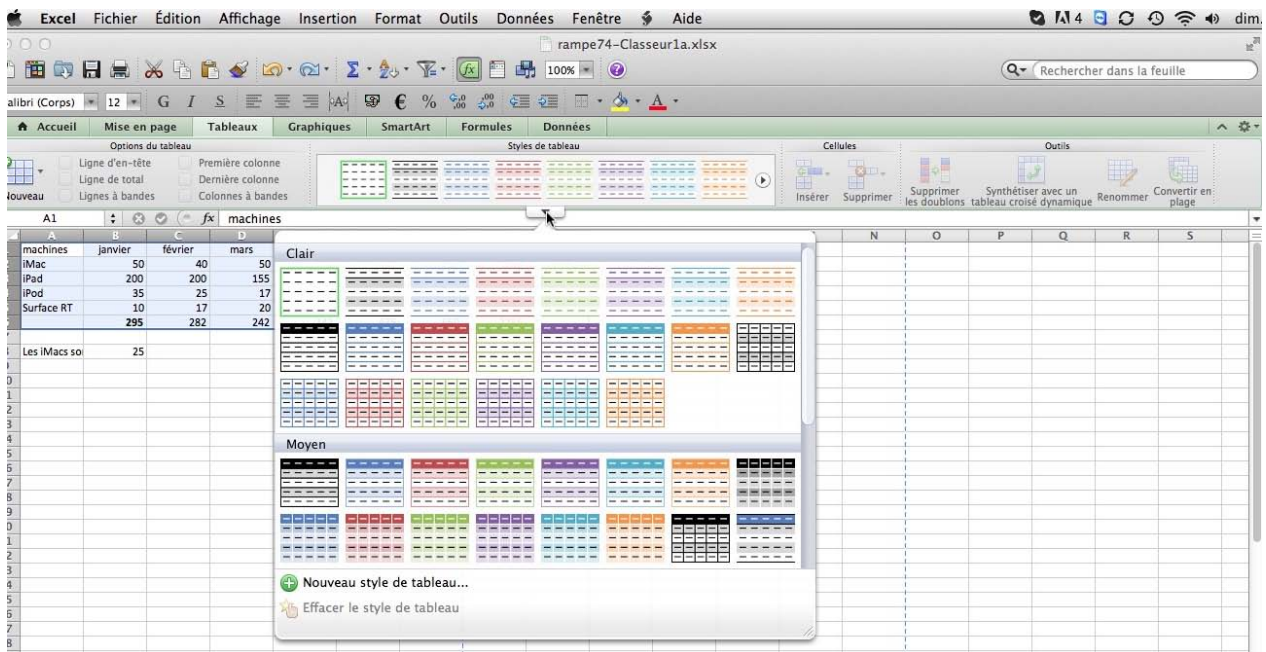 Excel Fichier Édition Affichage Insertion Format Outils Données Fenêtre Aide 4 dim.
rampe74-Classeur1a.xlsx
Σ fx 100% ? Rechercher dans la feuille
alibri (Corps) 12 G I S € % A
Accueil Mise en page Tableaux Graphiques SmartArt Formules Données
Options du tableau Styles de tableau Cellules Outils
Ligne d'en-tête Première colonne
Ligne de total Dernière colonne
Lignes à bandes Colonnes à bandes
Nouveau Insérer Supprimer Supprimer les doublons Synthétiser avec un tableau croisé dynamique Renommer Convertir en plage
A1 fx machines
A B C D N O P Q R S
machines janvier février mars
iMac 50 40 50
iPad 200 200 155
iPod 35 25 17
Surface RT 10 17 20
295 282 242
Les iMacs so 25
Clair
Moyen
Nouveau style de tableau...
Effacer le style de tableau